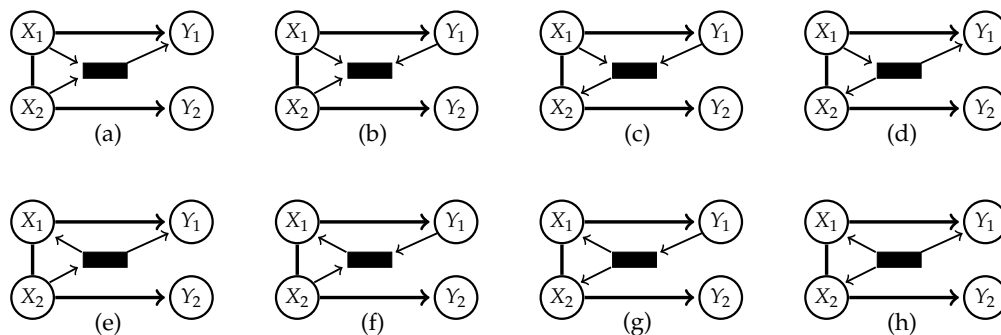 X1 Y1 X1 Y1 X1 Y1 X1 Y1
X2 Y2 X2 Y2 X2 Y2 X2 Y2
(a) (b) (c) (d)
X1 Y1 X1 Y1 X1 Y1 X1 Y1
X2 Y2 X2 Y2 X2 Y2 X2 Y2
(e) (f) (g) (h)